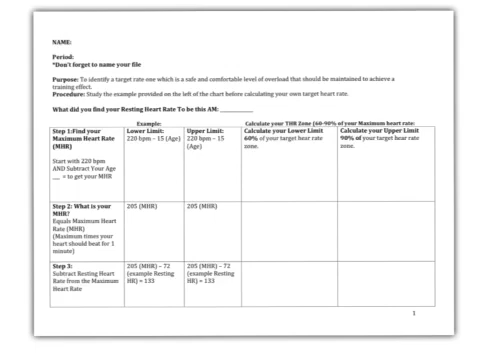 NAME:
Period:
*Don't forget to name your file
Purpose: To identify a target rate one which is a safe and comfortable level of overload that should be maintained to achieve a
training effect.
Procedure: Study the example provided on the left of the chart before calculating your own target heart rate.
What did you find your Resting Heart Rate To be this AM: ____________
Example: Calculate your THR Zone (60-90% of your Maximum heart rate:
Step 1:Find your
Maximum Heart Rate
(MHR)
Start with 220 bpm
AND Subtract Your Age
__ = to get your MHR
Lower Limit:
220 bpm – 15 (Age)
Upper Limit:
220 bpm – 15
(Age)
Calculate your Lower Limit
60% of your target hear rate
zone.
Calculate your Upper Limit
90% of your target hear rate
zone.
Step 2: What is your
MHR?
Equals Maximum Heart
Rate (MHR)
(Maximum times your
heart should beat for 1
minute)
205 (MHR)
205 (MHR)
Step 3:
Subtract Resting Heart
Rate from the Maximum
Heart Rate
205 (MHR) – 72
(example Resting
HR) = 133
205 (MHR) – 72
(example Resting
HR) = 133
1